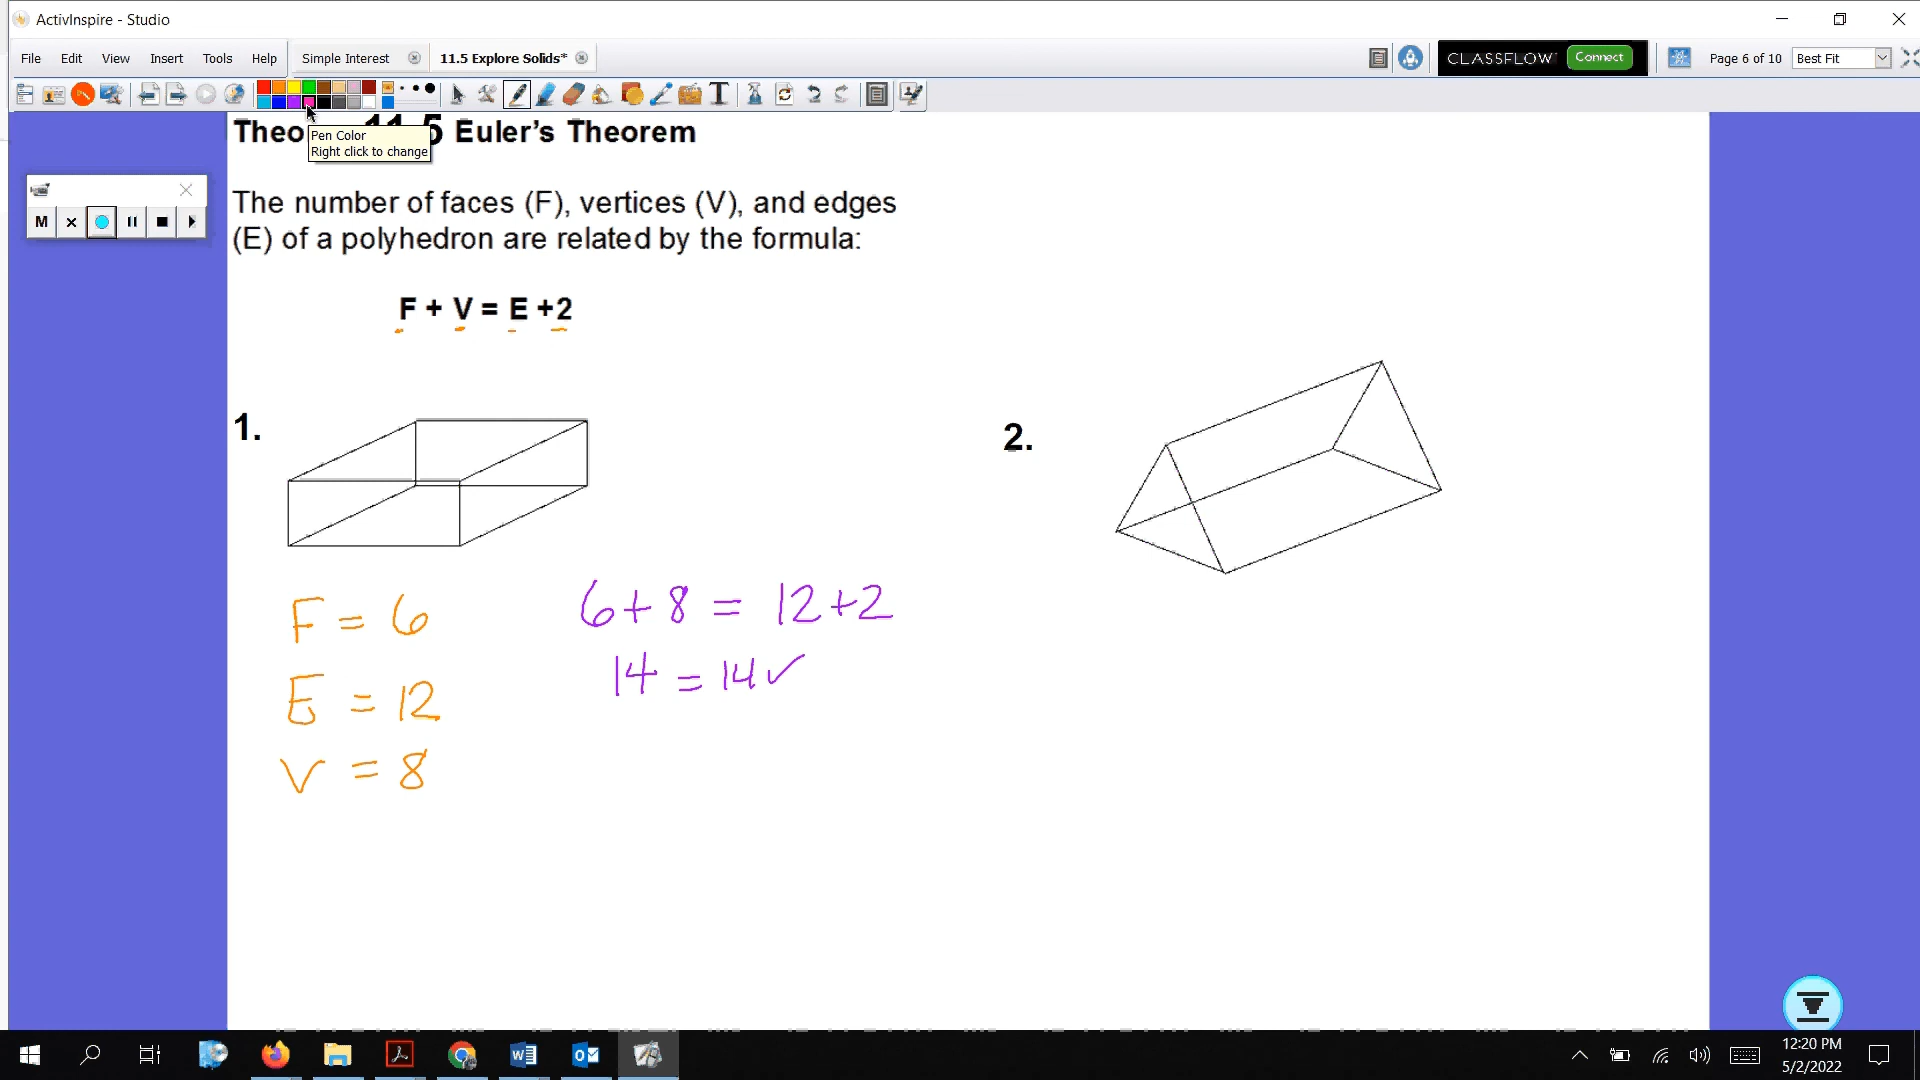 ActivInspire - Studio
File Edit View Insert Tools Help Simple Interest 11.5 Explore Solids* CLASSFLOW Connect Page 6 of 10 Best Fit
Theo 11.5 Euler's Theorem
Pen Color
Right click to change
M
The number of faces (F), vertices (V), and edges
(E) of a polyhedron are related by the formula:
F + V = E +2
1.
2.
F = 6
E = 12
V = 8
6+8 = 12+2
14 = 14✓
12:20 PM
5/2/2022